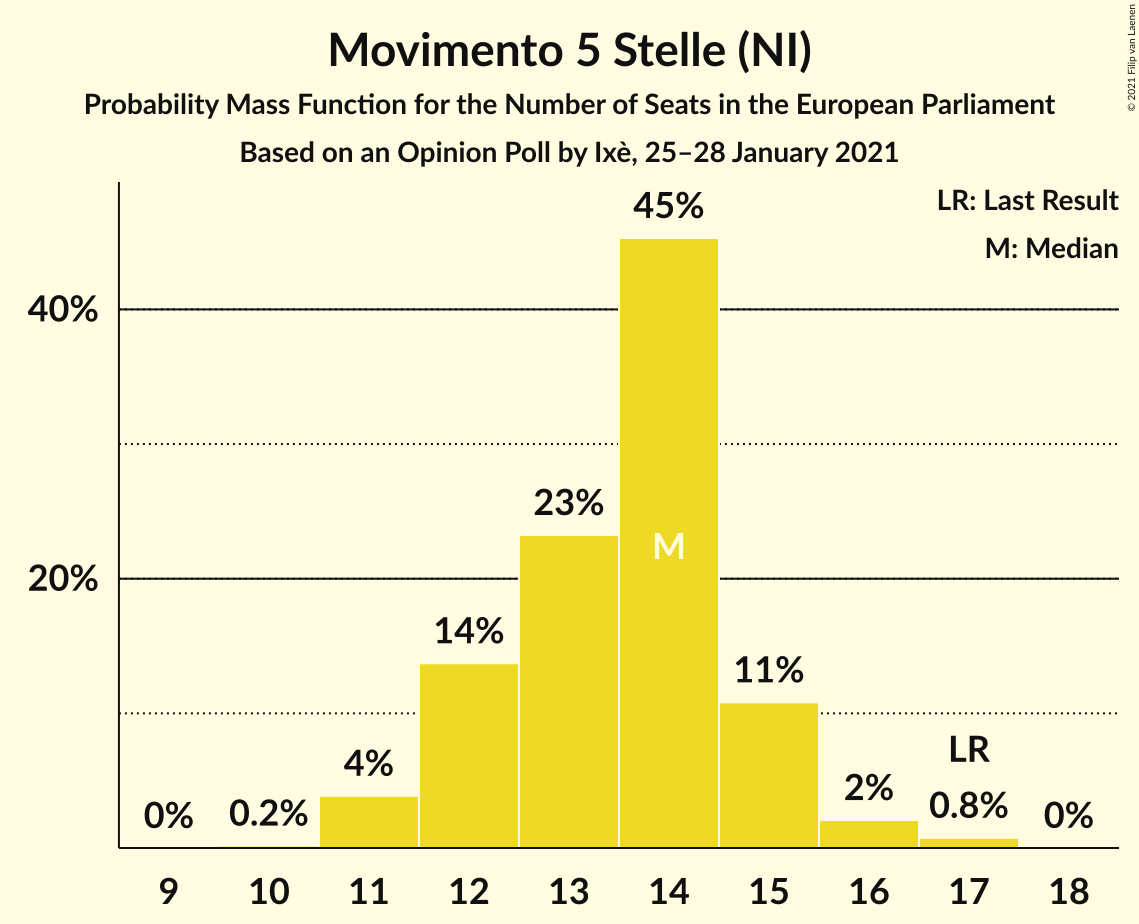 Movimento 5 Stelle (NI)
Probability Mass Function for the Number of Seats in the European Parliament
Based on an Opinion Poll by Ixè, 25–28 January 2021
© 2021 Filip van Laenen
LR: Last Result
M: Median
45%
40%
23%
M
20%
14%
11%
LR
4%
2%
0%
0.2%
0.8%
0%
9 10 11 12 13 14 15 16 17 18